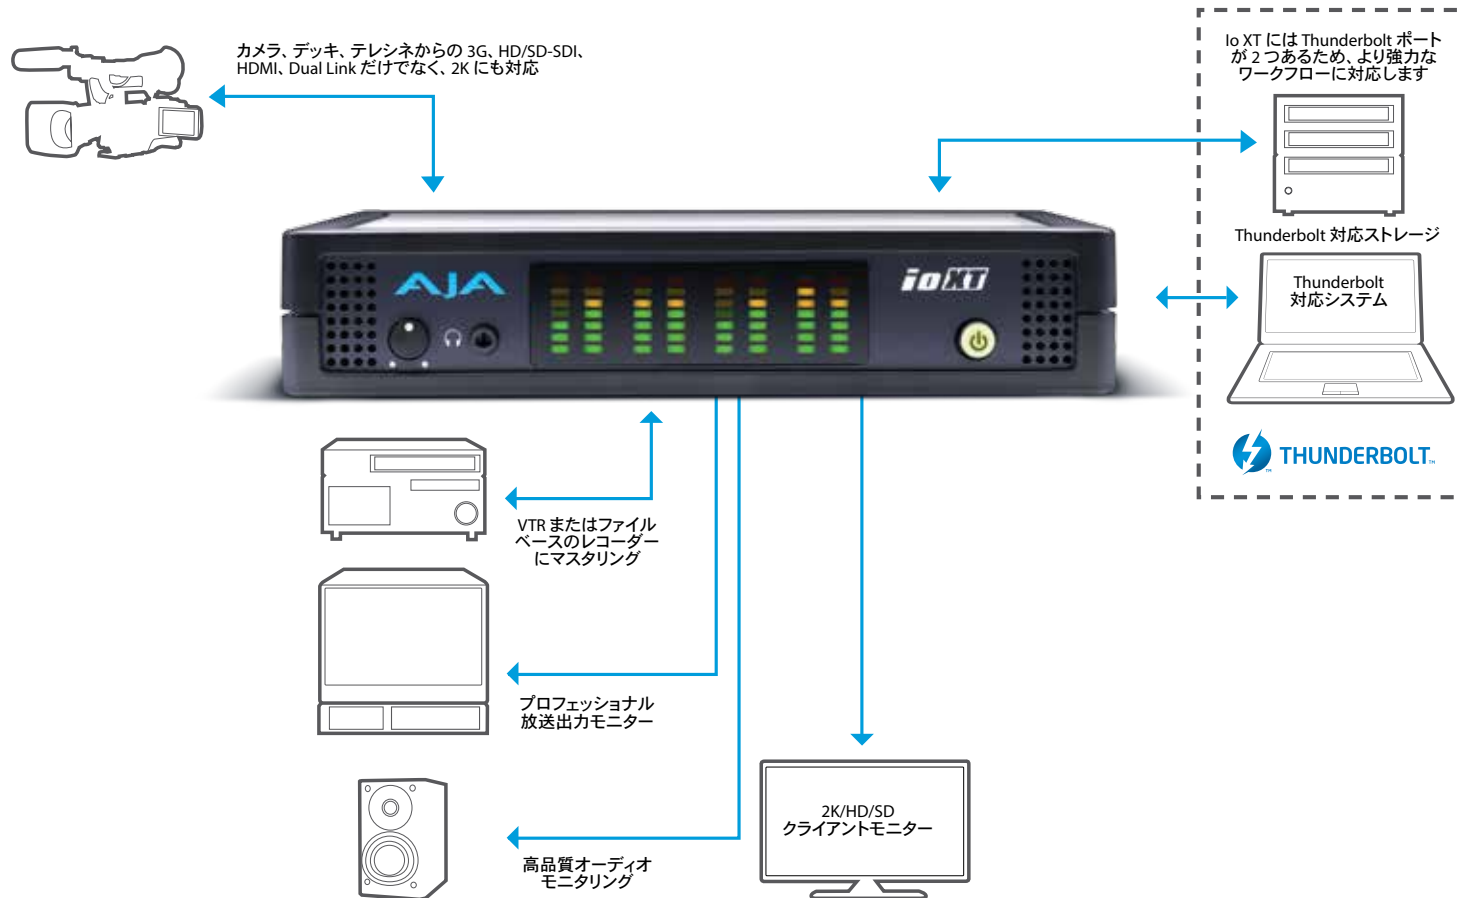 カメラ、デッキ、テレシネからの 3G、HD/SD-SDI、
HDMI、Dual Link だけでなく、2K にも対応
Io XT には Thunderbolt ポート
が 2 つあるため、より強力な
ワークフローに対応します
Thunderbolt 対応ストレージ
Thunderbolt
対応システム
THUNDERBOLT™
AJA
io XT
VTR またはファイル
ベースのレコーダー
にマスタリング
プロフェッショナル
放送出力モニター
高品質オーディオ
モニタリング
2K/HD/SD
クライアントモニター